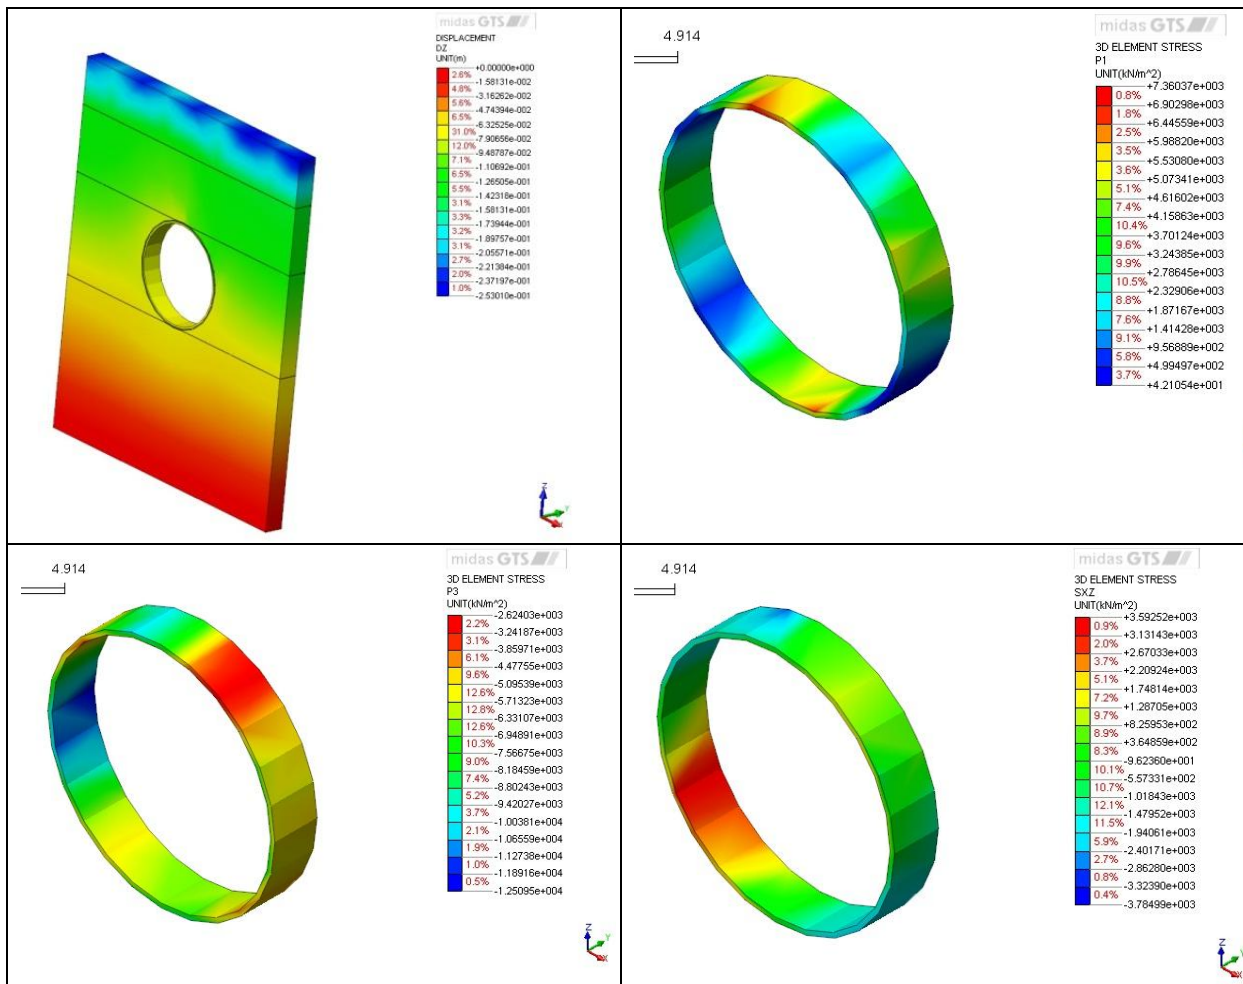 midas GTS
DISPLACEMENT
DZ
UNIT(m)
+0.00000e+000
2.6%
-1.58131e-002
4.8%
-3.16262e-002
5.6%
-4.74394e-002
6.5%
-6.32525e-002
31.0%
-7.90656e-002
12.0%
-9.48787e-002
7.1%
-1.10692e-001
6.5%
-1.26505e-001
5.5%
-1.42318e-001
3.1%
-1.58131e-001
3.3%
-1.73944e-001
3.2%
-1.89757e-001
3.1%
-2.05571e-001
2.7%
-2.21384e-001
2.0%
-2.37197e-001
1.0%
-2.53010e-001
Z
Y
X
4.914
midas GTS
3D ELEMENT STRESS
P1
UNIT(kN/m^2)
+7.36037e+003
0.8%
+6.90298e+003
1.8%
+6.44559e+003
2.5%
+5.98820e+003
3.5%
+5.53080e+003
3.6%
+5.07341e+003
5.1%
+4.61602e+003
7.4%
+4.15863e+003
10.4%
+3.70124e+003
9.6%
+3.24385e+003
9.9%
+2.78645e+003
10.5%
+2.32906e+003
8.8%
+1.87167e+003
7.6%
+1.41428e+003
9.1%
+9.56889e+002
5.8%
+4.99497e+002
3.7%
+4.21054e+001
4.914
midas GTS
3D ELEMENT STRESS
P3
UNIT(kN/m^2)
-2.62403e+003
2.2%
-3.24187e+003
3.1%
-3.85971e+003
6.1%
-4.47755e+003
9.6%
-5.09539e+003
12.6%
-5.71323e+003
12.8%
-6.33107e+003
12.6%
-6.94891e+003
10.3%
-7.56675e+003
9.0%
-8.18459e+003
7.4%
-8.80243e+003
5.2%
-9.42027e+003
3.7%
-1.00381e+004
2.1%
-1.06559e+004
1.9%
-1.12738e+004
1.0%
-1.18916e+004
0.5%
-1.25095e+004
Z
Y
X
4.914
midas GTS
3D ELEMENT STRESS
SXZ
UNIT(kN/m^2)
+3.59252e+003
0.9%
+3.13143e+003
2.0%
+2.67033e+003
3.7%
+2.20924e+003
5.1%
+1.74814e+003
7.2%
+1.28705e+003
9.7%
+8.25953e+002
8.9%
+3.64859e+002
8.3%
-9.62360e+001
10.1%
-5.57331e+002
10.7%
-1.01843e+003
12.1%
-1.47952e+003
11.5%
-1.94061e+003
5.9%
-2.40171e+003
2.7%
-2.86280e+003
0.8%
-3.32390e+003
0.4%
-3.78499e+003
Z
Y
X